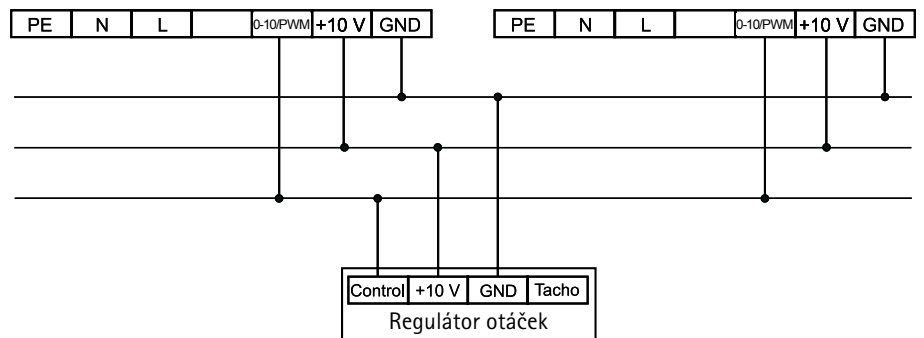 PE N L 0-10/PWM +10 V GND PE N L 0-10/PWM +10 V GND
Control +10 V GND Tacho
Regulátor otáček